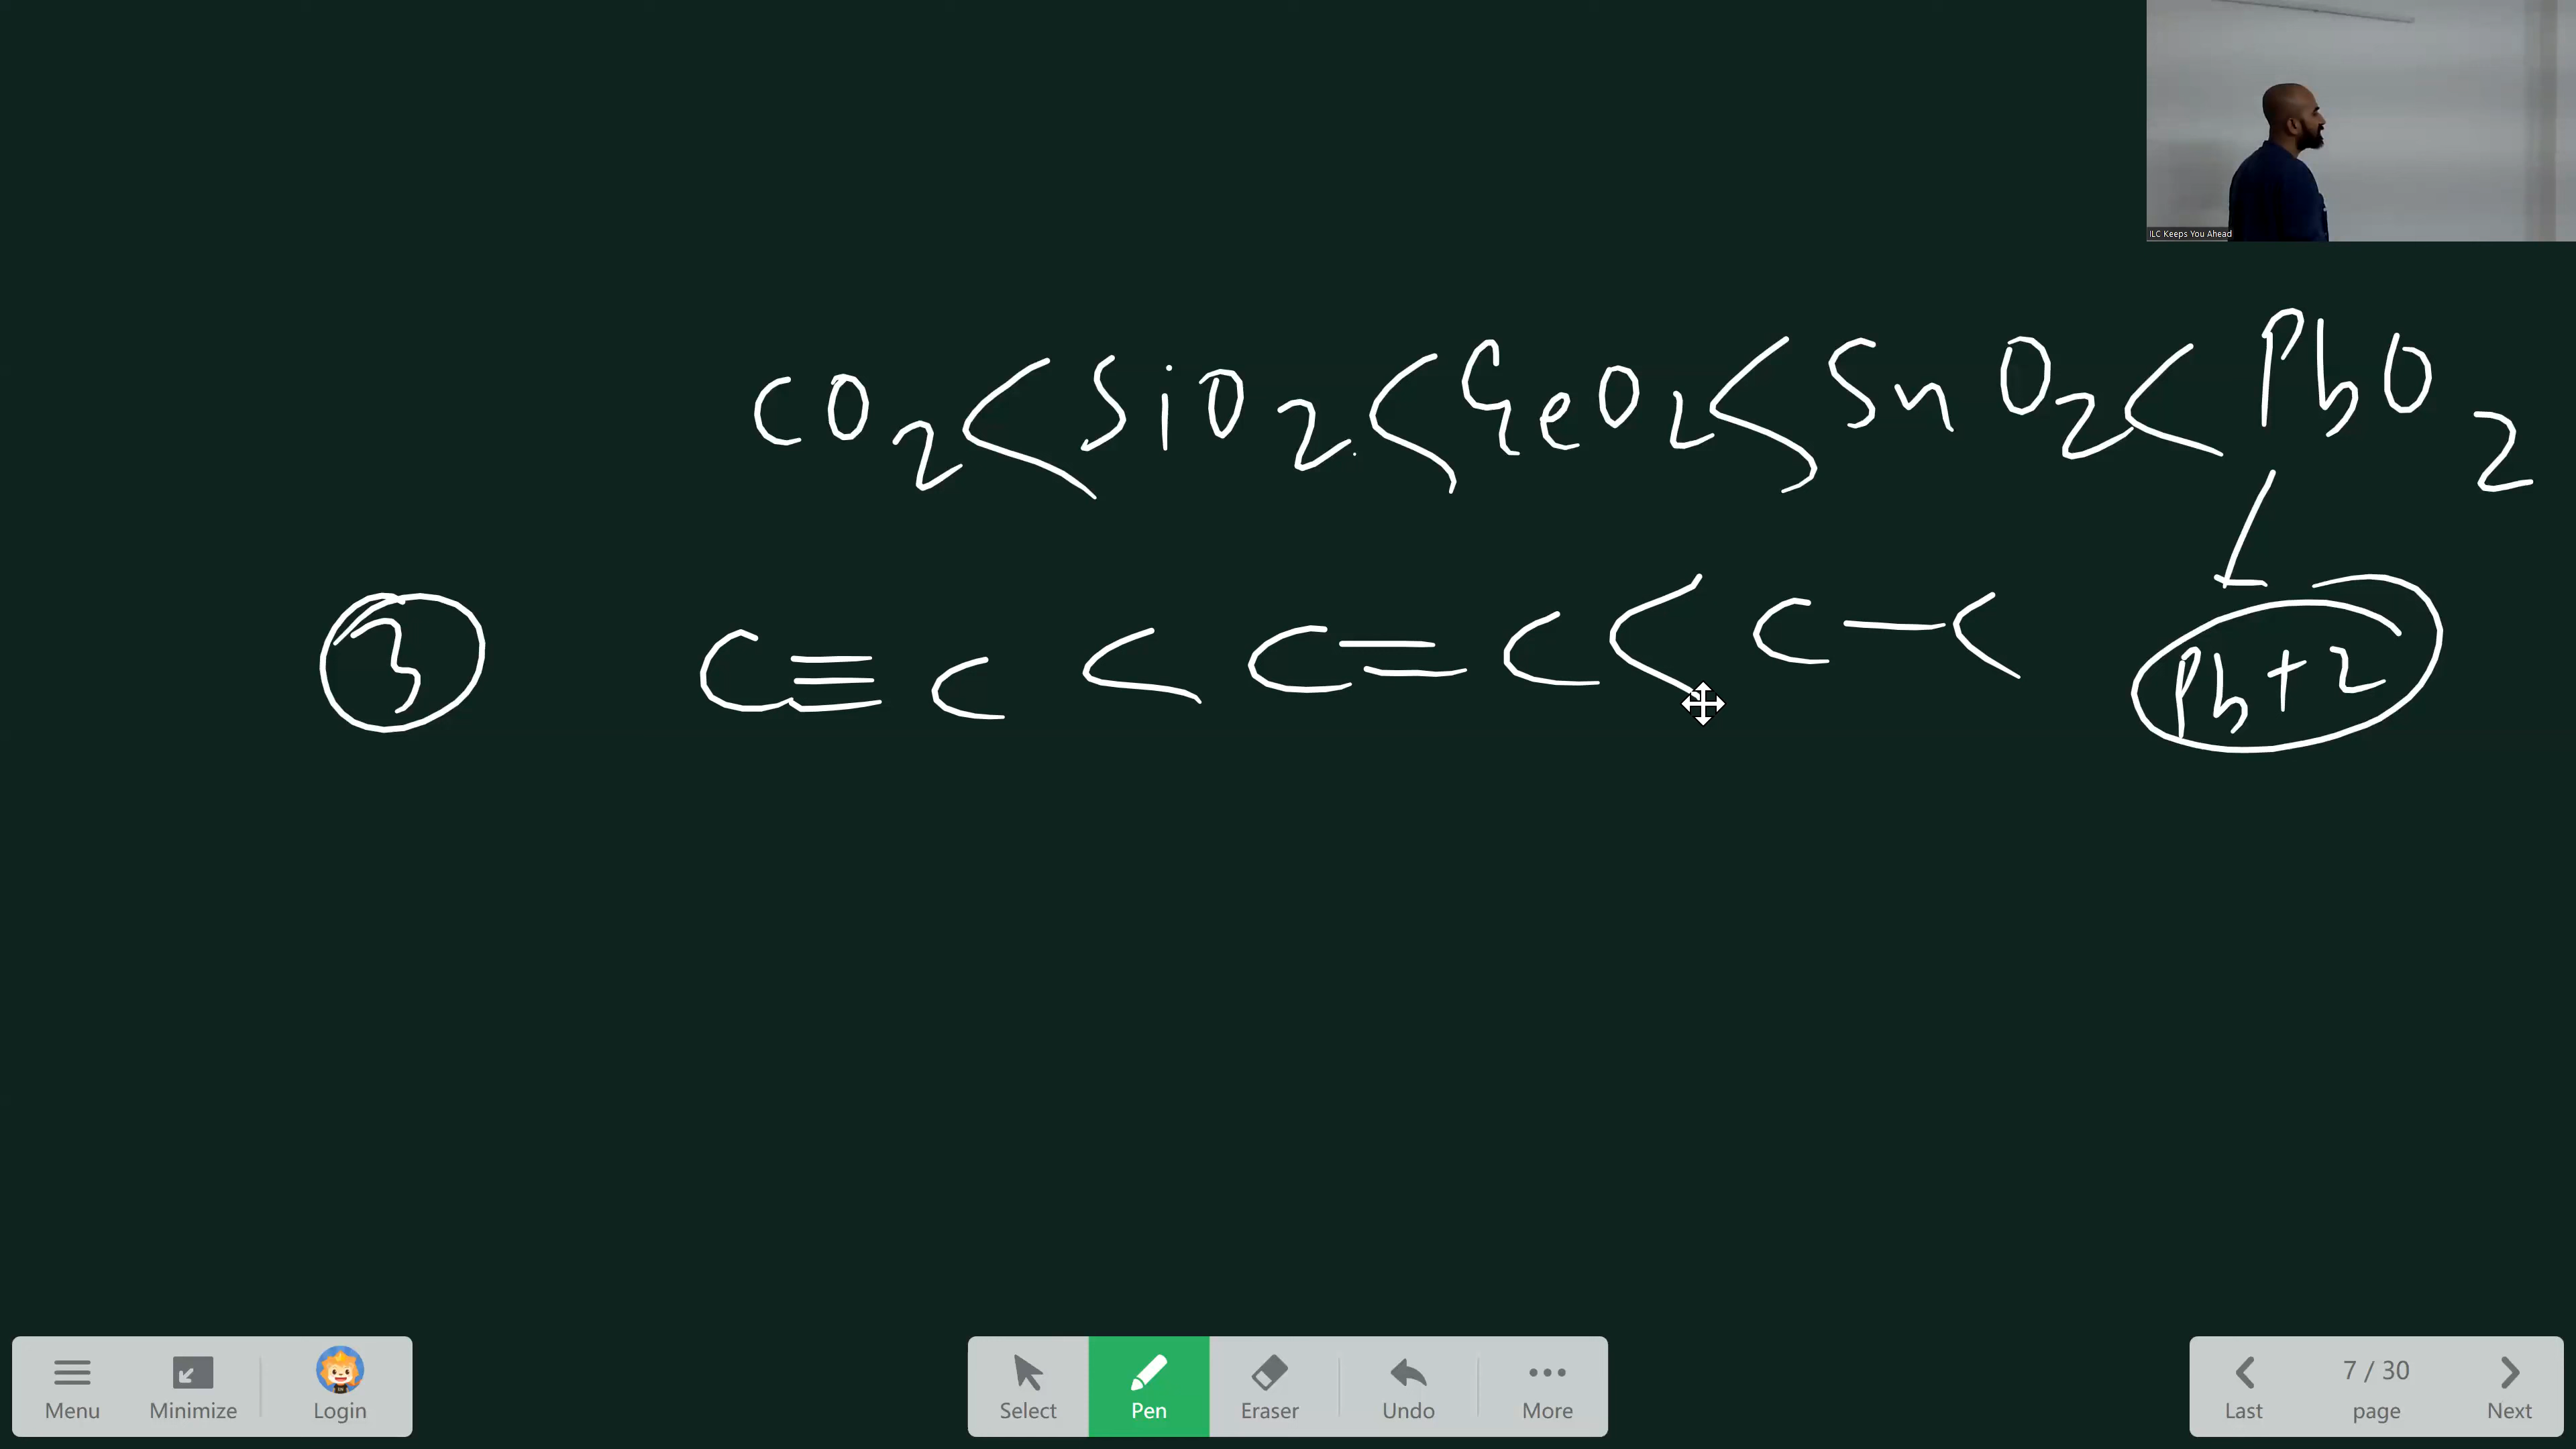 ILC Keeps You Ahead
CO₂ < SiO₂ < GeO₂ < SnO₂ < PbO₂
③ C≡C < C=C < C—C
Pb+2
Menu Minimize Login Select Pen Eraser Undo More Last 7 / 30 page Next